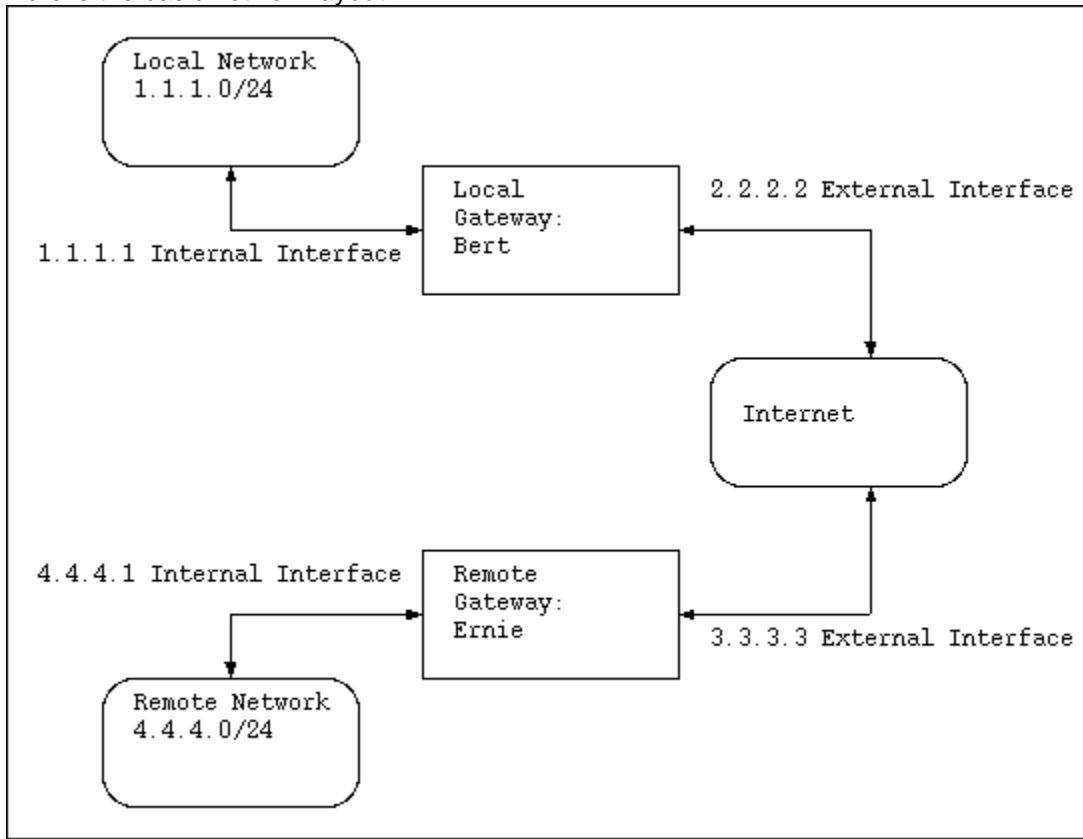 Local Network
1.1.1.0/24
Local
Gateway:
Bert
2.2.2.2 External Interface
1.1.1.1 Internal Interface
Internet
4.4.4.1 Internal Interface
Remote
Gateway:
Ernie
3.3.3.3 External Interface
Remote Network
4.4.4.0/24